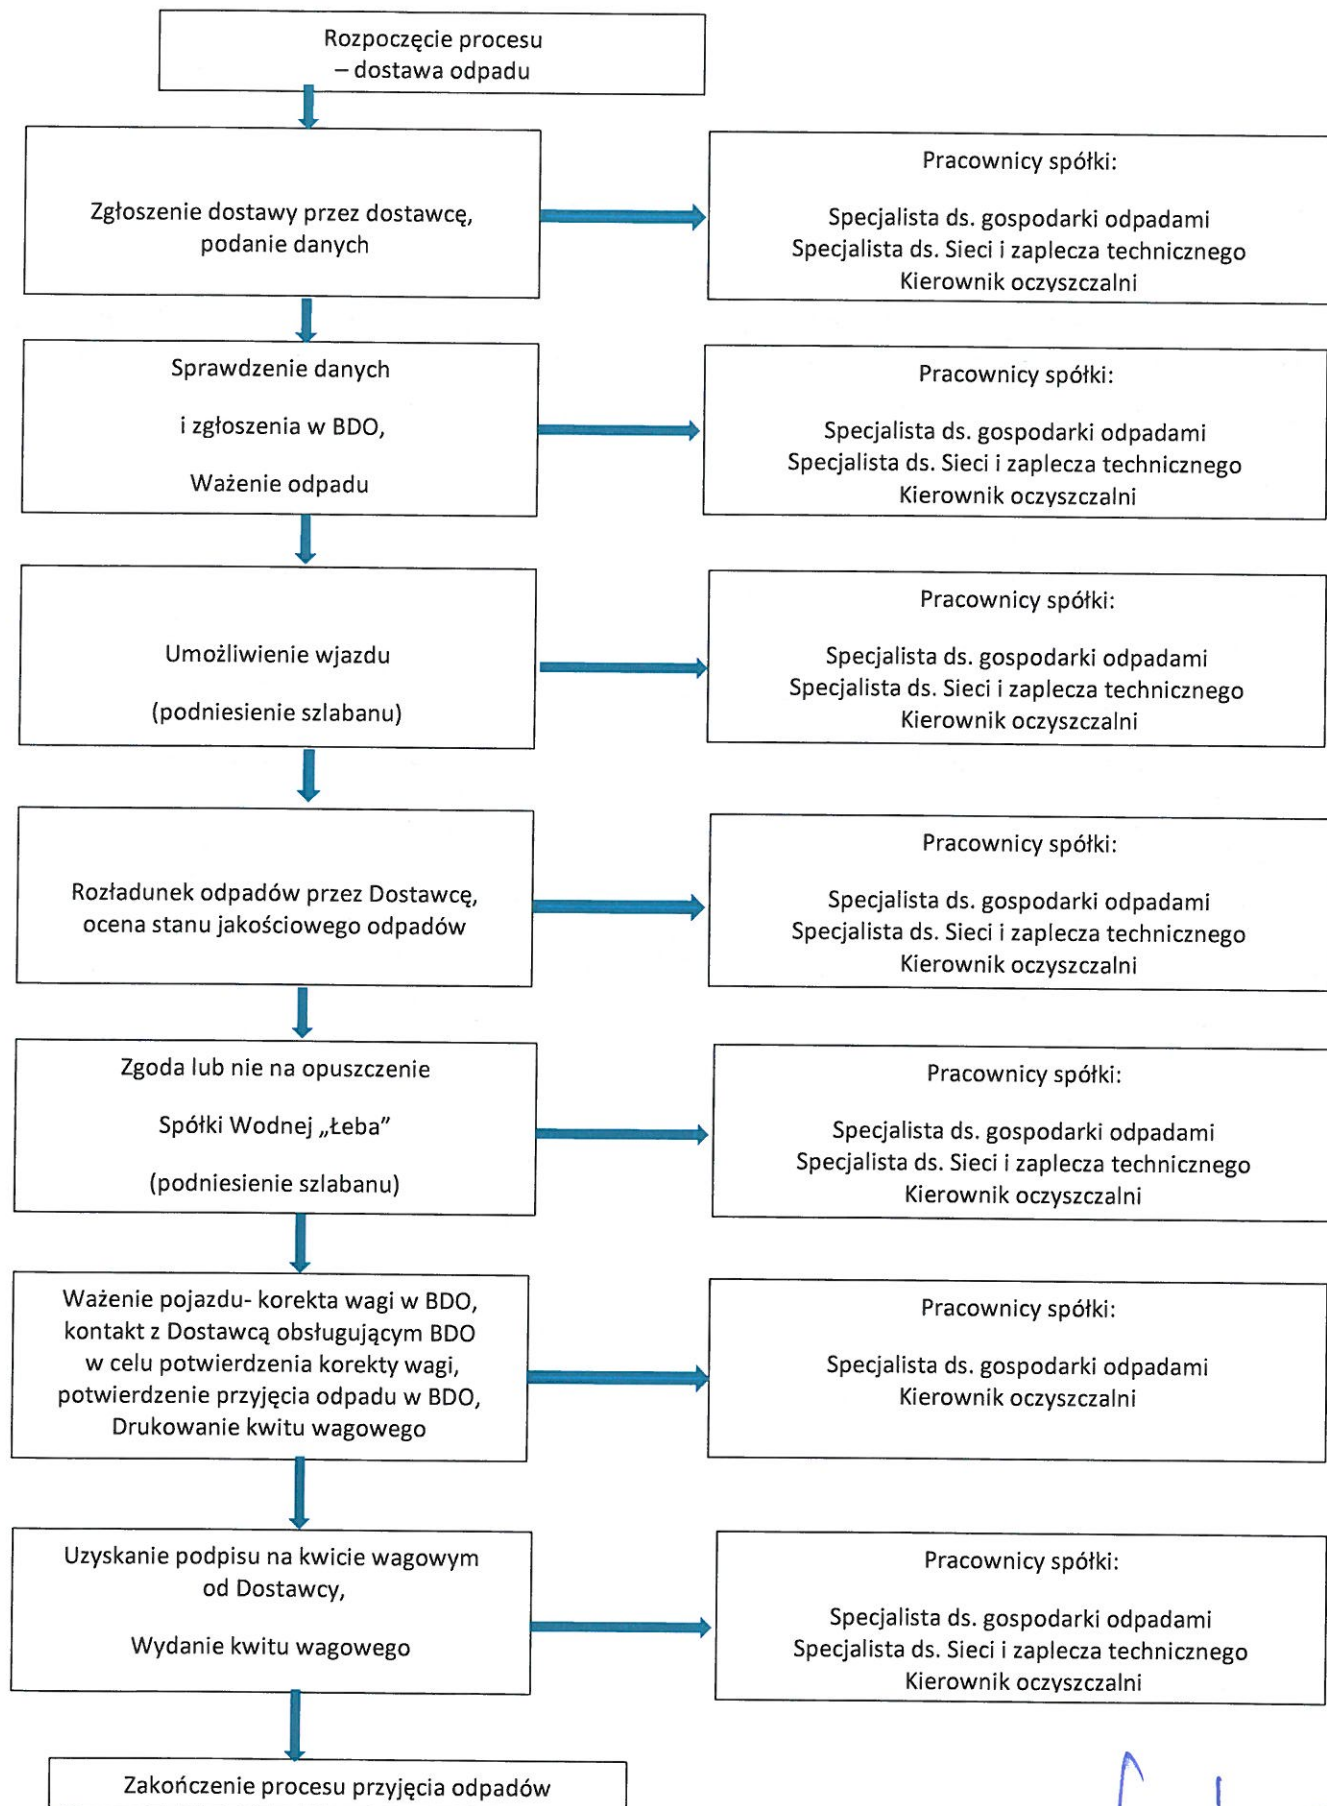 Rozpoczęcie procesu
– dostawa odpadu
Zgłoszenie dostawy przez dostawcę,
podanie danych
Pracownicy spółki:
Specjalista ds. gospodarki odpadami
Specjalista ds. Sieci i zaplecza technicznego
Kierownik oczyszczalni
Sprawdzenie danych
i zgłoszenia w BDO,
Ważenie odpadu
Pracownicy spółki:
Specjalista ds. gospodarki odpadami
Specjalista ds. Sieci i zaplecza technicznego
Kierownik oczyszczalni
Umożliwienie wjazdu
(podniesienie szlabanu)
Pracownicy spółki:
Specjalista ds. gospodarki odpadami
Specjalista ds. Sieci i zaplecza technicznego
Kierownik oczyszczalni
Rozładunek odpadów przez Dostawcę,
ocena stanu jakościowego odpadów
Pracownicy spółki:
Specjalista ds. gospodarki odpadami
Specjalista ds. Sieci i zaplecza technicznego
Kierownik oczyszczalni
Zgoda lub nie na opuszczenie
Spółki Wodnej „Łeba”
(podniesienie szlabanu)
Pracownicy spółki:
Specjalista ds. gospodarki odpadami
Specjalista ds. Sieci i zaplecza technicznego
Kierownik oczyszczalni
Ważenie pojazdu- korekta wagi w BDO,
kontakt z Dostawcą obsługującym BDO
w celu potwierdzenia korekty wagi,
potwierdzenie przyjęcia odpadu w BDO,
Drukowanie kwitu wagowego
Pracownicy spółki:
Specjalista ds. gospodarki odpadami
Kierownik oczyszczalni
Uzyskanie podpisu na kwicie wagowym
od Dostawcy,
Wydanie kwitu wagowego
Pracownicy spółki:
Specjalista ds. gospodarki odpadami
Specjalista ds. Sieci i zaplecza technicznego
Kierownik oczyszczalni
Zakończenie procesu przyjęcia odpadów